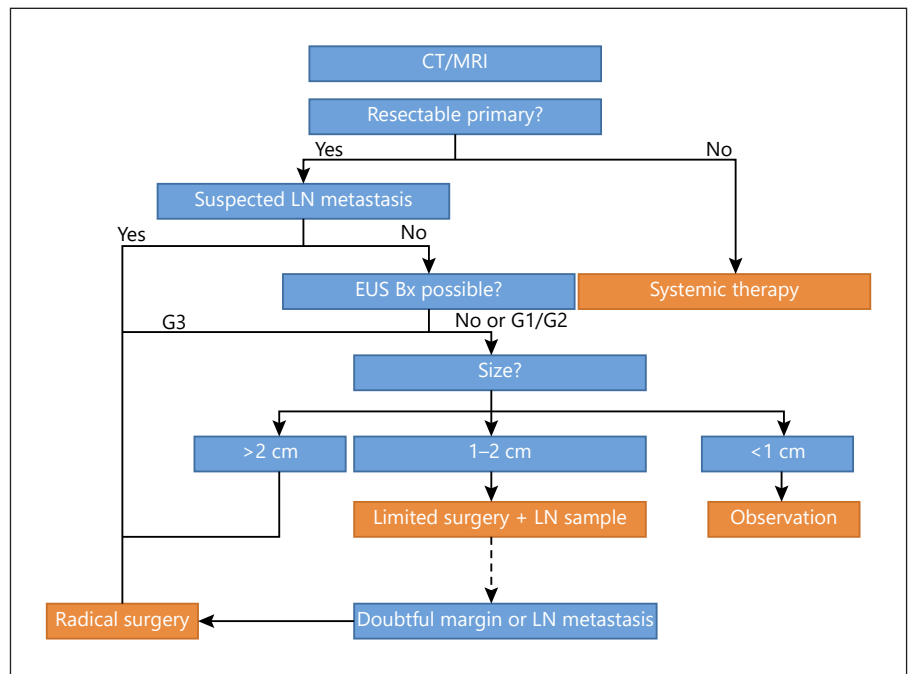 CT/MRI
Resectable primary?
Yes
No
Suspected LN metastasis
Yes
No
EUS Bx possible?
Systemic therapy
G3
No or G1/G2
Size?
>2 cm
1–2 cm
<1 cm
Limited surgery + LN sample
Observation
Radical surgery
Doubtful margin or LN metastasis